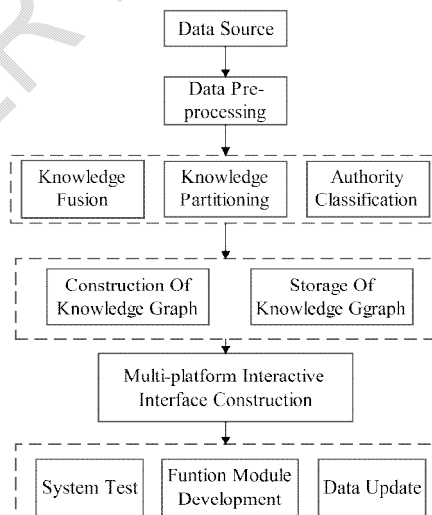 Data Source
Data Pre-
processing
Knowledge
Fusion
Knowledge
Partitioning
Authority
Classification
Construction Of
Knowledge Graph
Storage Of
Knowledge Ggraph
Multi-platform Interactive
Interface Construction
System Test
Funtion Module
Development
Data Update